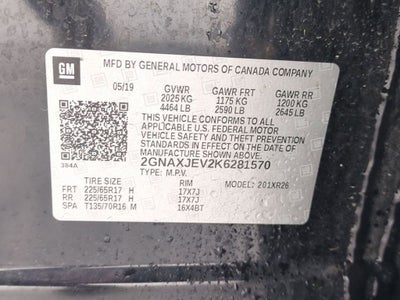 GM
MFD BY GENERAL MOTORS OF CANADA COMPANY
05/19 GVWR GAWR FRT GAWR RR
2025 KG 1175 KG 1200 KG
4464 LB 2590 LB 2645 LB
THIS VEHICLE CONFORMS TO ALL APPLICABLE
U.S. FEDERAL MOTOR
VEHICLE SAFETY AND THEFT PREVENTION
STANDARDS IN EFFECT ON THE DATE OF
MANUFACTURE SHOWN ABOVE.
384A 2GNAXJEV2K6281570
TYPE: M.P.V.
TIRE SIZE RIM MODEL: 201XR26
FRT 225/65R17 H 17X7J
RR 225/65R17 H 17X7J
SPA T135/70R16 M 16X4BT